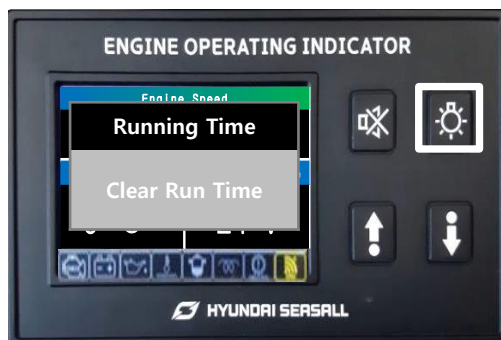 ENGINE OPERATING INDICATOR
Engine Speed
Running Time
Clear Run Time
HYUNDAI SEASALL